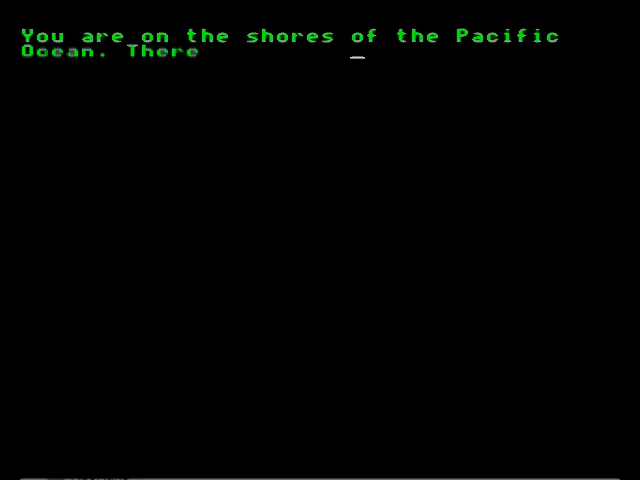 You are on the shores of the Pacific
Ocean. There